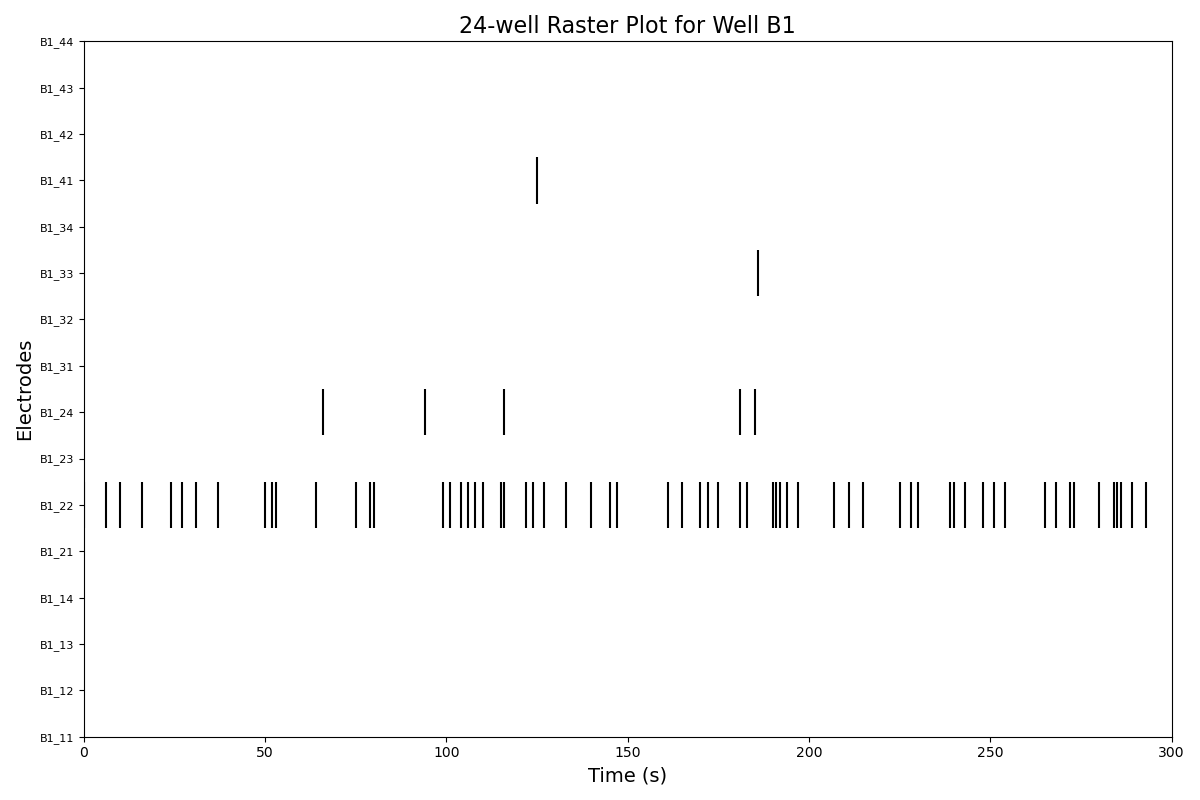 24-well Raster Plot for Well B1
B1_44
B1_43
B1_42
B1_41
B1_34
B1_33
B1_32
B1_31
B1_24
B1_23
B1_22
B1_21
B1_14
B1_13
B1_12
B1_11
Electrodes
0 50 100 150 200 250 300
Time (s)